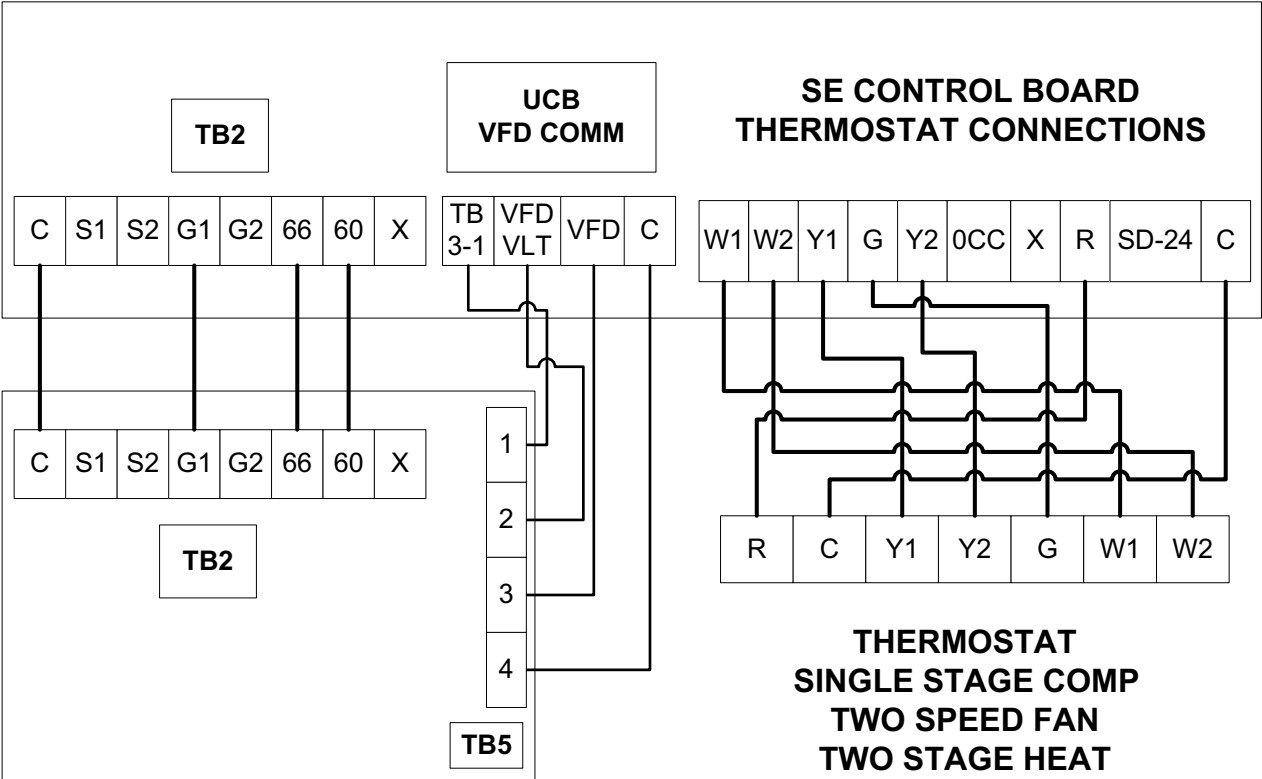 SE CONTROL BOARD
THERMOSTAT CONNECTIONS
UCB
VFD COMM
TB2
C S1 S2 G1 G2 66 60 X
TB
3-1
VFD
VLT
VFD
C
W1 W2 Y1 G Y2 0CC X R SD-24 C
C S1 S2 G1 G2 66 60 X
TB2
1
2
3
4
TB5
R C Y1 Y2 G W1 W2
THERMOSTAT
SINGLE STAGE COMP
TWO SPEED FAN
TWO STAGE HEAT